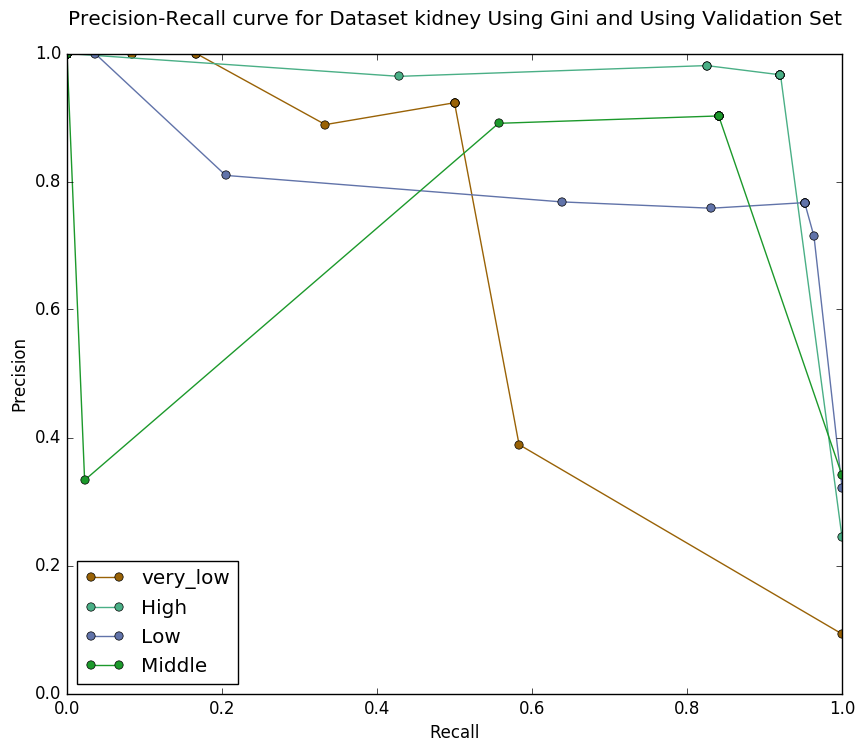 Precision-Recall curve for Dataset kidney Using Gini and Using Validation Set
1.0
0.8
0.6
0.4
0.2
0.0
Precision
very_low
High
Low
Middle
0.0 0.2 0.4 0.6 0.8 1.0
Recall